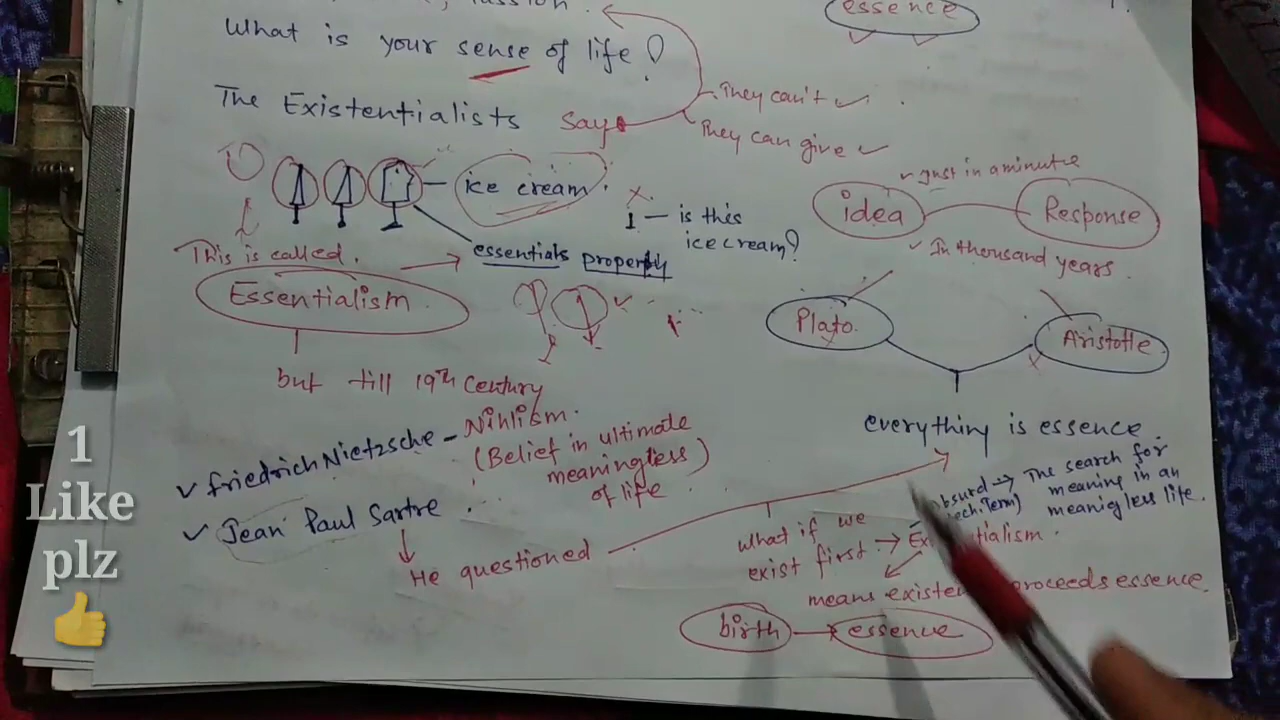 essence
What is your sense of life?
The Existentialists say
They can't
They can give
ice cream.
is this
ice cream?
essentials property
This is called.
Essentialism
but till 19th Century
Friedrich Nietzsche - Nihlism.
(Belief in ultimate
meaningless
of life)
Jean Paul Sartre
He questioned
just in a minute
idea
Response
In thousand years.
Plato
Aristotle
everything is essence
The search for
meaning in an
meanigless life.
What if we
exist first
means
proceeds essence.
birth
essence
1
Like
plz